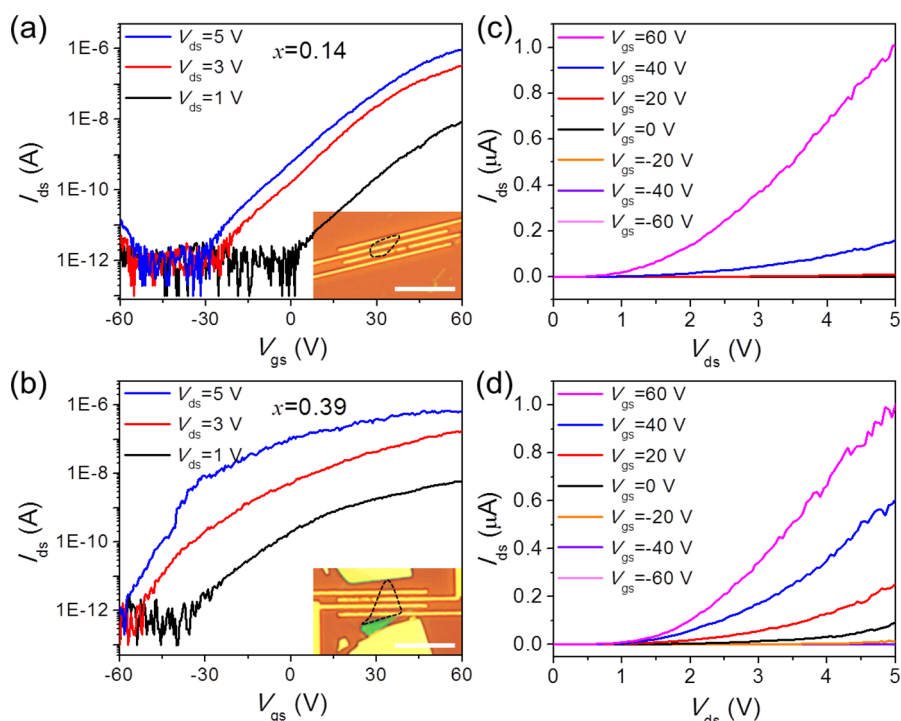 (a)
Vds=5 V
Vds=3 V
Vds=1 V
x=0.14
1E-6
1E-8
1E-10
1E-12
Ids (A)
-60 -30 0 30 60
Vgs (V)
(c)
Vgs=60 V
Vgs=40 V
Vgs=20 V
Vgs=0 V
Vgs=-20 V
Vgs=-40 V
Vgs=-60 V
1.0
0.8
0.6
0.4
0.2
0.0
Ids (μA)
0 1 2 3 4 5
Vds (V)
(b)
Vds=5 V
Vds=3 V
Vds=1 V
x=0.39
1E-6
1E-8
1E-10
1E-12
Ids (A)
-60 -30 0 30 60
Vgs (V)
(d)
Vgs=60 V
Vgs=40 V
Vgs=20 V
Vgs=0 V
Vgs=-20 V
Vgs=-40 V
Vgs=-60 V
1.0
0.8
0.6
0.4
0.2
0.0
Ids (μA)
0 1 2 3 4 5
Vds (V)